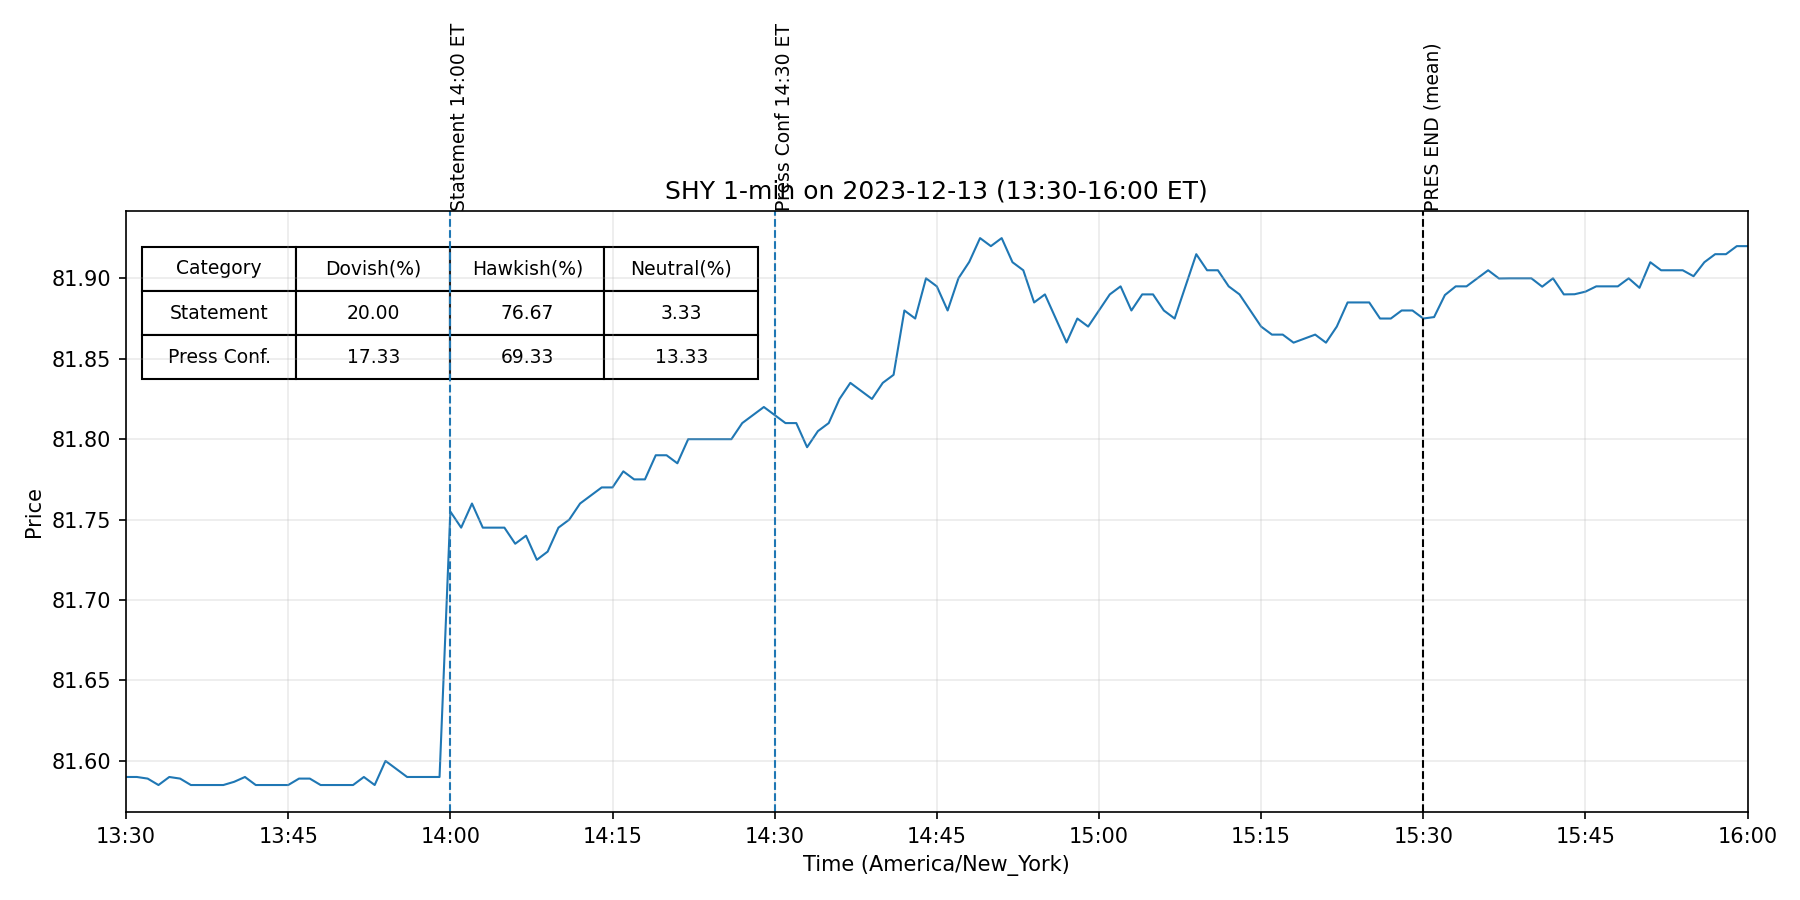 Statement 14:00 ET
Press Conf 14:30 ET
PRES END (mean)
SHY 1-min on 2023-12-13 (13:30-16:00 ET)
Category Dovish(%) Hawkish(%) Neutral(%)
Statement 20.00 76.67 3.33
Press Conf. 17.33 69.33 13.33
Price
81.90
81.85
81.80
81.75
81.70
81.65
81.60
13:30 13:45 14:00 14:15 14:30 14:45 15:00 15:15 15:30 15:45 16:00
Time (America/New_York)